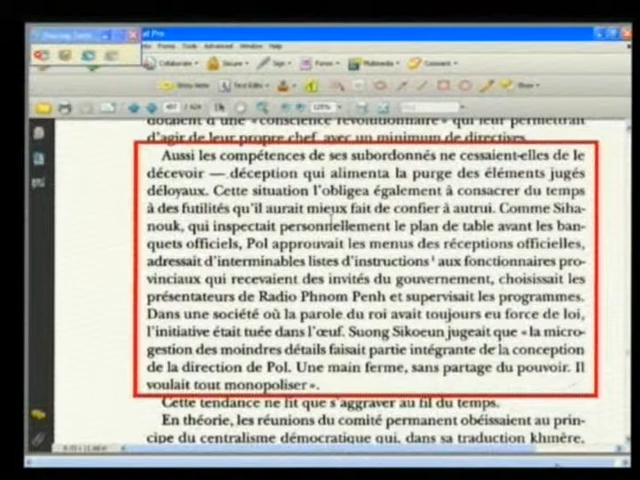 Collaborate Secure Sign Forms Multimedia Comment
d'agir de leur propre chef, avec un minimum de directives.
Aussi les compétences de ses subordonnés ne cessaient-elles de le
décevoir — déception qui alimenta la purge des éléments jugés
déloyaux. Cette situation l'obligea également à consacrer du temps
à des futilités qu'il aurait mieux fait de confier à autrui. Comme Siha-
nouk, qui inspectait personnellement le plan de table avant les ban-
quets officiels, Pol approuvait les menus des réceptions officielles,
adressait d'interminables listes d'instructions¹ aux fonctionnaires pro-
vinciaux qui recevaient des invités du gouvernement, choisissait les
présentateurs de Radio Phnom Penh et supervisait les programmes.
Dans une société où la parole du roi avait toujours eu force de loi,
l'initiative était tuée dans l'œuf. Suong Sikoeun jugeait que « la micro-
gestion des moindres détails faisait partie intégrante de la conception
de la direction de Pol. Une main ferme, sans partage du pouvoir. Il
voulait tout monopoliser ».
Cette tendance ne fit que s'aggraver au fil du temps.
En théorie, les réunions du comité permanent obéissaient au prin-
cipe du centralisme démocratique qui, dans sa traduction khmère,